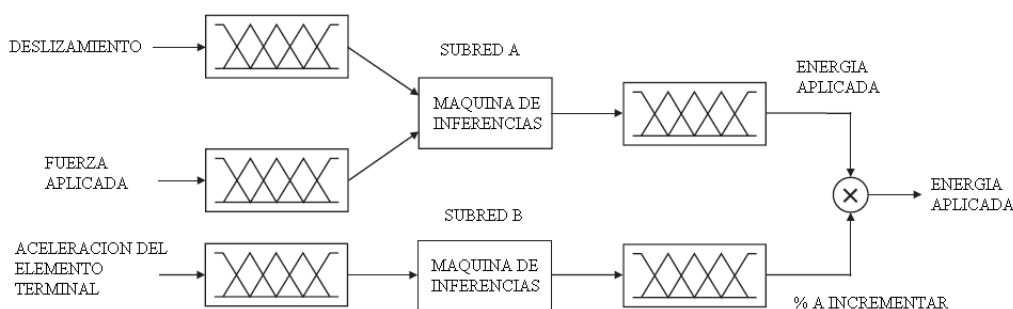 DESLIZAMIENTO
SUBRED A
MAQUINA DE
INFERENCIAS
ENERGIA
APLICADA
FUERZA
APLICADA
ENERGIA
APLICADA
SUBRED B
ACELERACION DEL
ELEMENTO
TERMINAL
MAQUINA DE
INFERENCIAS
% A INCREMENTAR